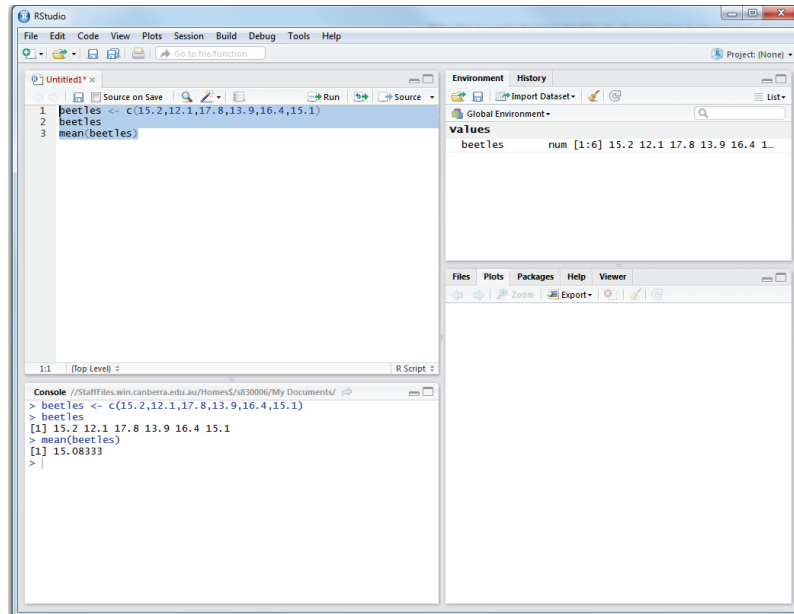 RStudio
File Edit Code View Plots Session Build Debug Tools Help
Go to file/function
Project: (None)
Untitled1*
Source on Save
Run
Source
1 beetles <- c(15.2,12.1,17.8,13.9,16.4,15.1)
2 beetles
3 mean(beetles)
1:1 (Top Level) R Script
Console //StaffFiles.win.canberra.edu.au/Homes$/s830006/My Documents/
> beetles <- c(15.2,12.1,17.8,13.9,16.4,15.1)
> beetles
[1] 15.2 12.1 17.8 13.9 16.4 15.1
> mean(beetles)
[1] 15.08333
>
Environment History
Import Dataset
List
Global Environment
Values
beetles num [1:6] 15.2 12.1 17.8 13.9 16.4 1…
Files Plots Packages Help Viewer
Zoom Export